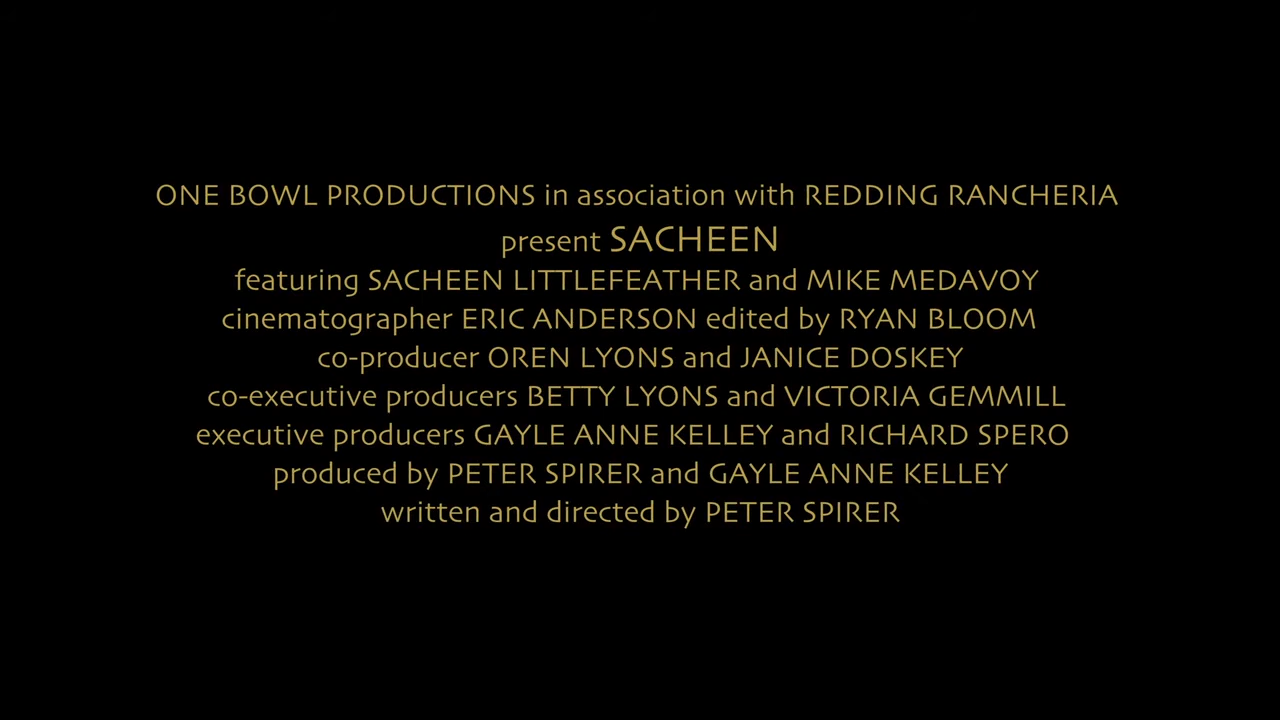 ONE BOWL PRODUCTIONS in association with REDDING RANCHERIA
present SACHEEN
featuring SACHEEN LITTLEFEATHER and MIKE MEDAVOY
cinematographer ERIC ANDERSON edited by RYAN BLOOM
co-producer OREN LYONS and JANICE DOSKEY
co-executive producers BETTY LYONS and VICTORIA GEMMILL
executive producers GAYLE ANNE KELLEY and RICHARD SPERO
produced by PETER SPIRER and GAYLE ANNE KELLEY
written and directed by PETER SPIRER